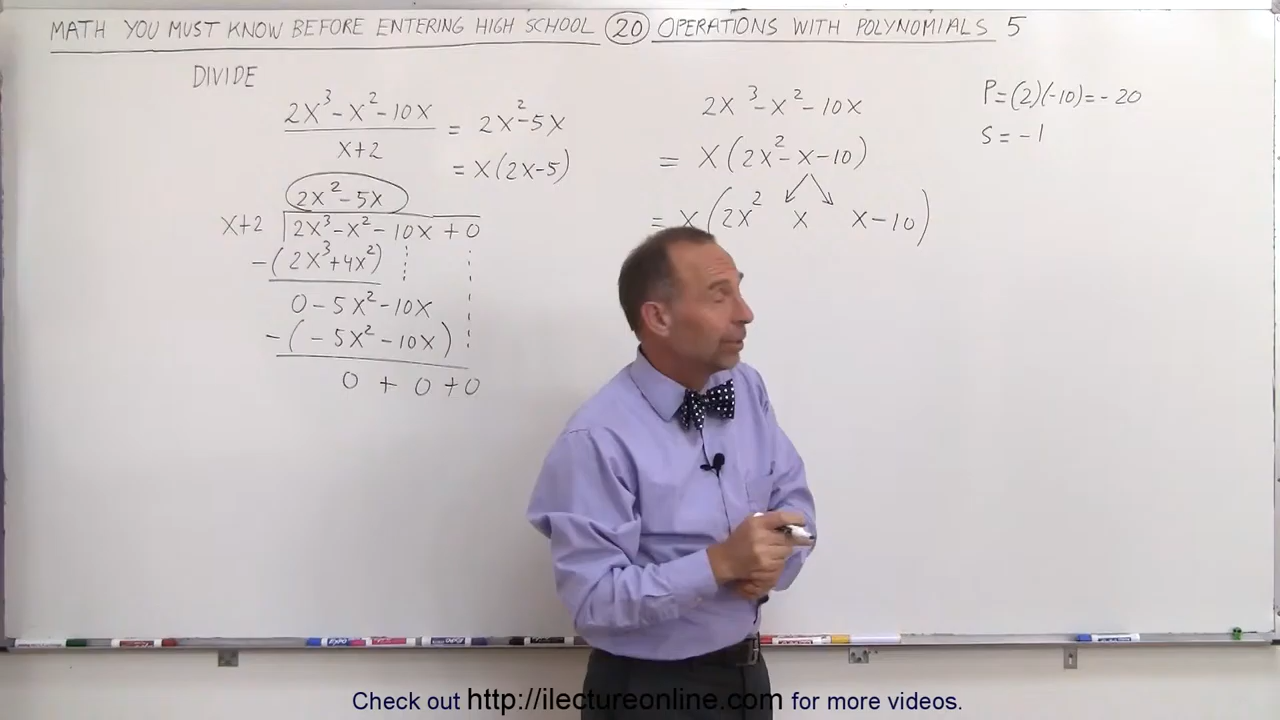 MATH YOU MUST KNOW BEFORE ENTERING HIGH SCHOOL 20 OPERATIONS WITH POLYNOMIALS 5
DIVIDE
2X³-X²-10X
X+2
= 2X²-5X
= X(2X-5)
2X²-5X
X+2 2X³-X²-10X+0
-(2X³+4X²)
0-5X²-10X
-(-5X²-10X)
0 + 0 + 0
2X³-X²-10X
= X(2X²-X-10)
= X(2X² X X-10)
P=(2)(-10)=-20
S=-1
EXPO
Check out http://ilectureonline.com for more videos.